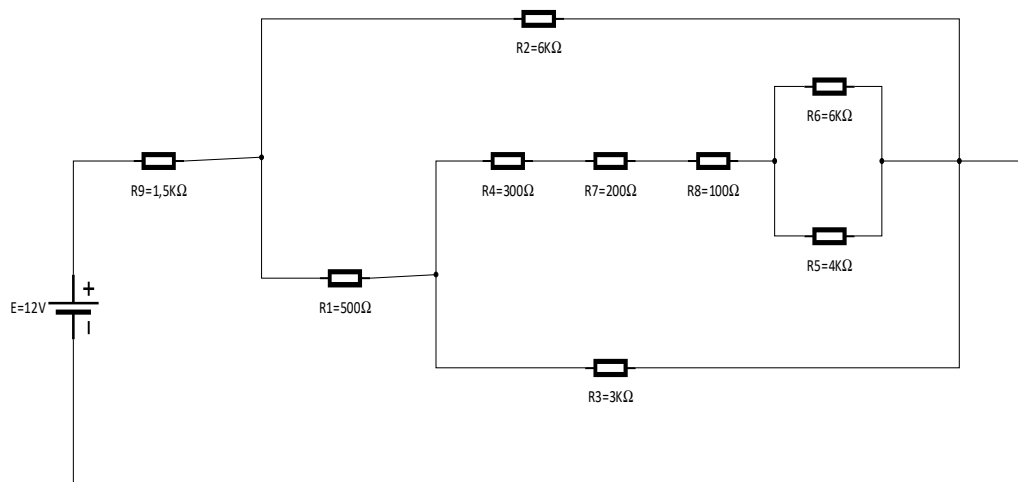 R2=6KΩ
R6=6KΩ
R9=1,5KΩ
R4=300Ω
R7=200Ω
R8=100Ω
R5=4KΩ
+
E=12V
R1=500Ω
R3=3KΩ